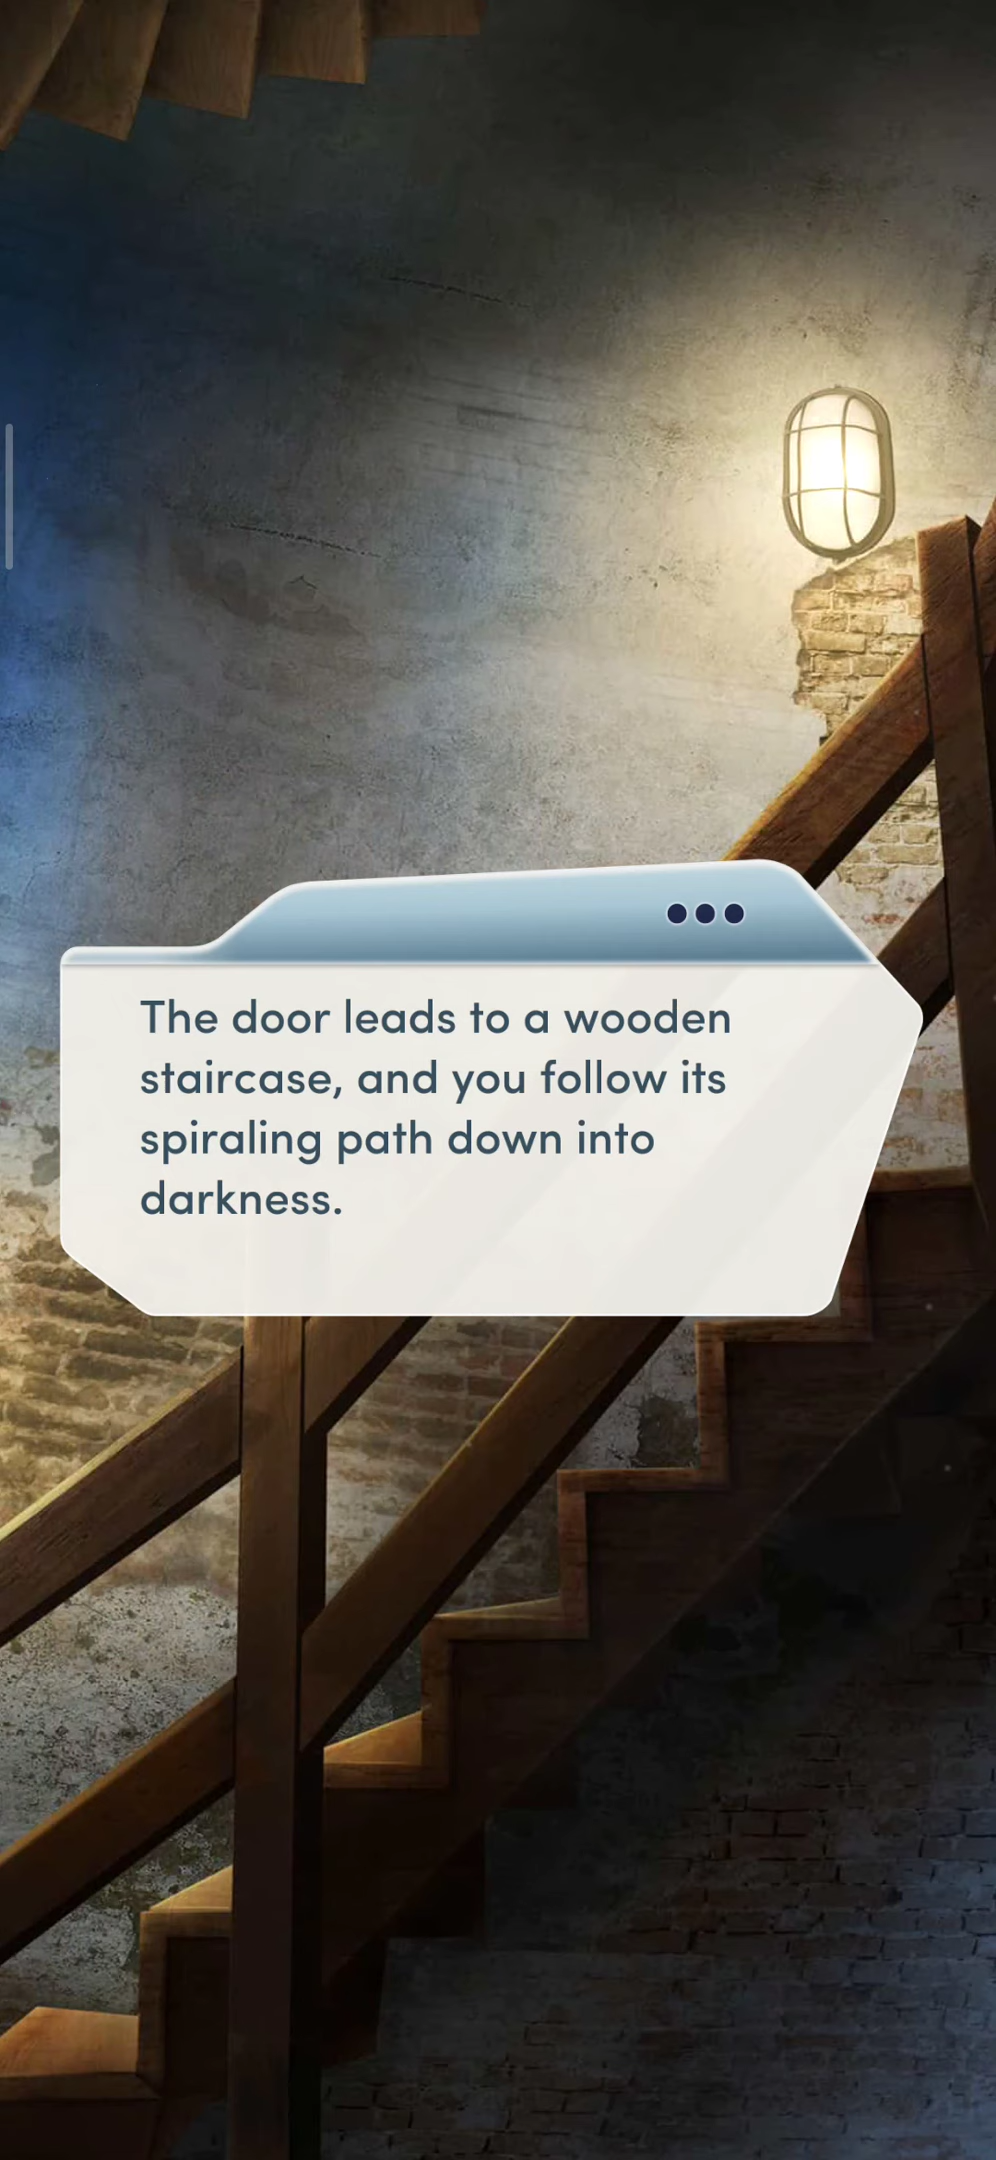 The door leads to a wooden
staircase, and you follow its
spiraling path down into
darkness.